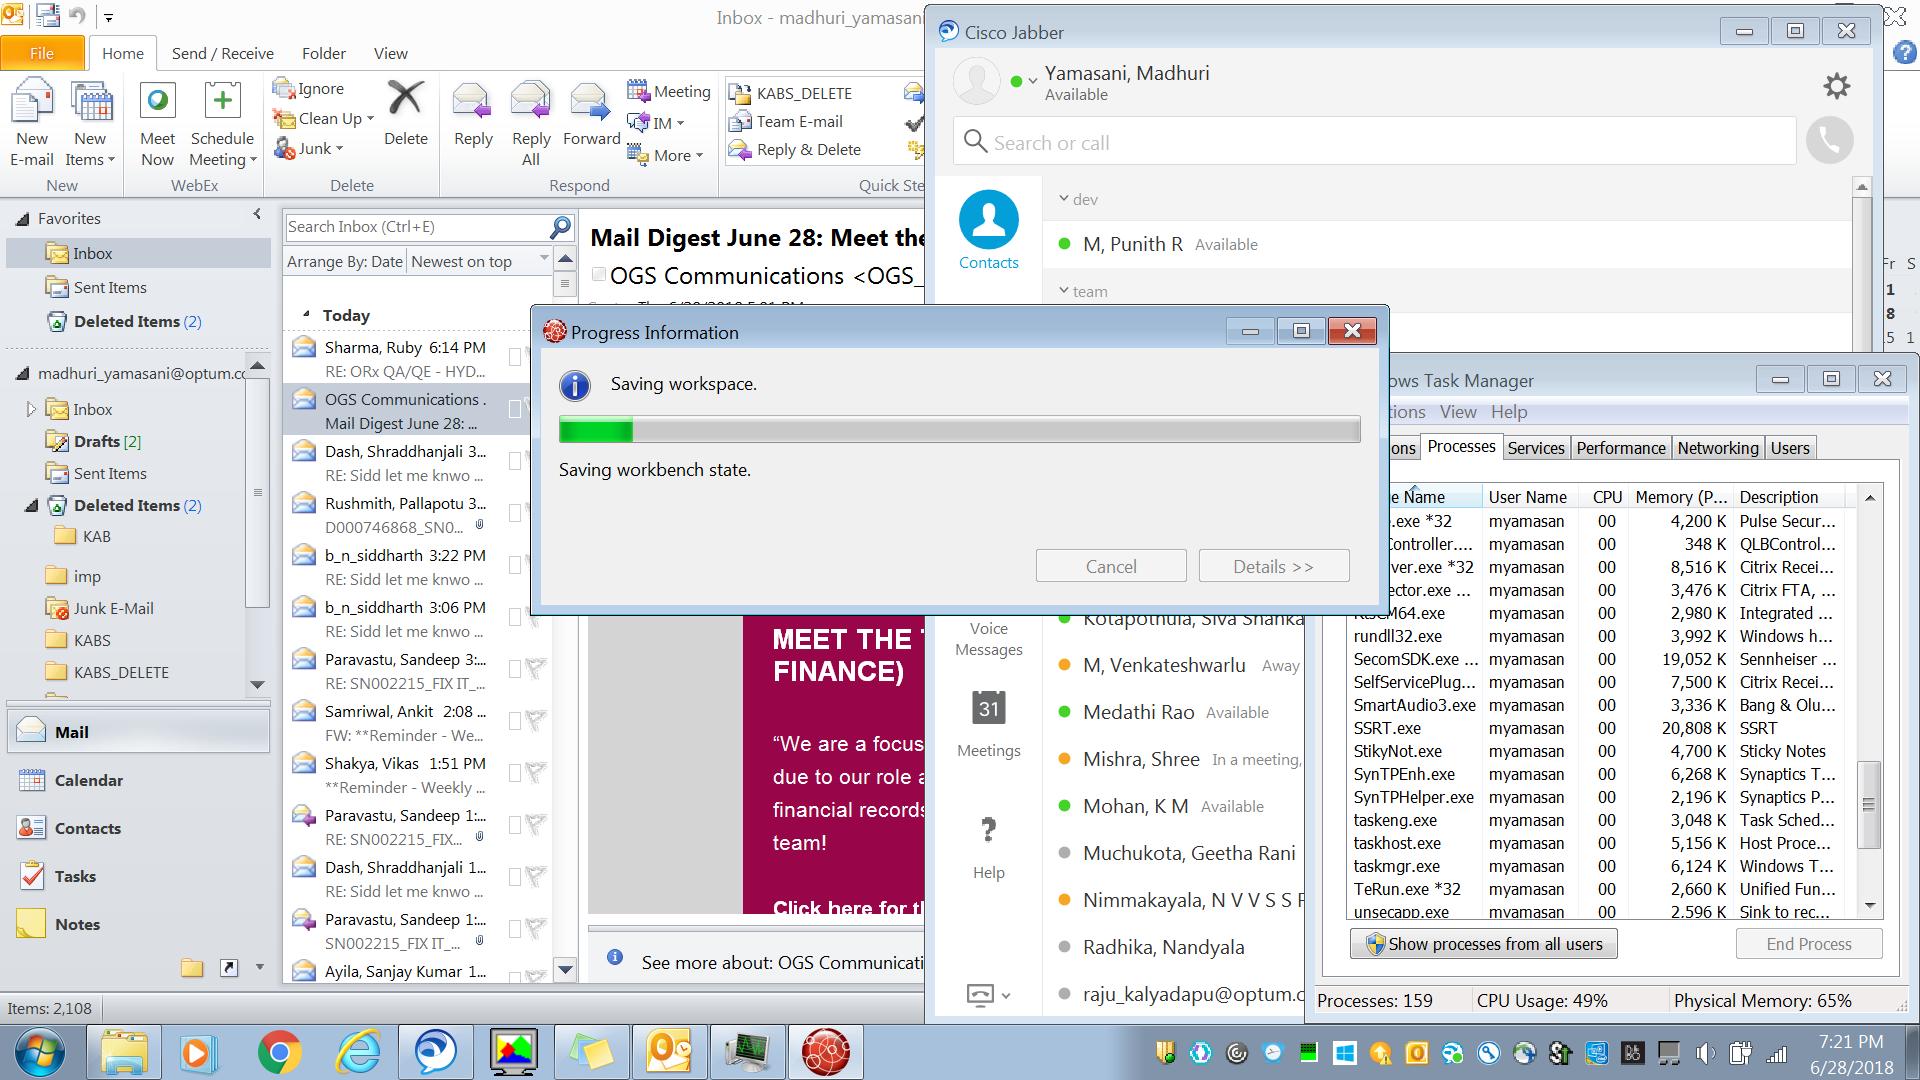 Inbox - madhuri_yamasani
File
Home
Send / Receive
Folder
View
New
E-mail
New
Items
New
Meet
Now
Schedule
Meeting
WebEx
Ignore
Clean Up
Junk
Delete
Delete
Reply
Reply
All
Forward
Meeting
IM
More
Respond
KABS_DELETE
Team E-mail
Reply & Delete
Quick Ste
Favorites
Inbox
Sent Items
Deleted Items (2)
madhuri_yamasani@optum.co
Inbox
Drafts [2]
Sent Items
Deleted Items (2)
KAB
imp
Junk E-Mail
KABS
KABS_DELETE
Mail
Calendar
Contacts
Tasks
Notes
Items: 2,108
Search Inbox (Ctrl+E)
Arrange By: Date
Newest on top
Today
Sharma, Ruby 6:14 PM
RE: ORx QA/QE - HYD...
OGS Communications .
Mail Digest June 28: ...
Dash, Shraddhanjali 3...
RE: Sidd let me knwo ...
Rushmith, Pallapotu 3...
D000746868_SN0...
b_n_siddharth 3:22 PM
RE: Sidd let me knwo ...
b_n_siddharth 3:06 PM
RE: Sidd let me knwo ...
Paravastu, Sandeep 3:...
RE: SN002215_FIX IT_...
Samriwal, Ankit 2:08 ...
FW: **Reminder - We...
Shakya, Vikas 1:51 PM
**Reminder - Weekly ...
Paravastu, Sandeep 1:...
RE: SN002215_FIX...
Dash, Shraddhanjali 1...
RE: Sidd let me knwo ...
Paravastu, Sandeep 1:...
SN002215_FIX IT_...
Ayila, Sanjay Kumar 1...
Mail Digest June 28: Meet the
OGS Communications <OGS_
MEET THE
FINANCE)
“We are a focus
due to our role a
financial records
team!
Click here for t
See more about: OGS Communicati
Progress Information
Saving workspace.
Saving workbench state.
Cancel
Details >>
Cisco Jabber
Yamasani, Madhuri
Available
Search or call
Contacts
dev
M, Punith R Available
team
Voice
Messages
31
Meetings
Help
Kotapothula, Siva Shanka
M, Venkateshwarlu Away
Medathi Rao Available
Mishra, Shree In a meeting,
Mohan, K M Available
Muchukota, Geetha Rani
Nimmakayala, N V V S S
Radhika, Nandyala
raju_kalyadapu@optum.c
Fr S
1
8
15 1
ows Task Manager
tions
View
Help
ons
Processes
Services
Performance
Networking
Users
e Name User Name CPU Memory (P... Description
e.exe *32 myamasan 00 4,200 K Pulse Secur...
Controller.... myamasan 00 348 K QLBControl...
ver.exe *32 myamasan 00 8,516 K Citrix Recei...
ector.exe ... myamasan 00 3,476 K Citrix FTA, ...
M64.exe myamasan 00 2,980 K Integrated ...
rundll32.exe myamasan 00 3,992 K Windows h...
SecomSDK.exe ... myamasan 00 19,052 K Sennheiser ...
SelfServicePlug... myamasan 00 7,500 K Citrix Recei...
SmartAudio3.exe myamasan 00 3,336 K Bang & Olu...
SSRT.exe myamasan 00 20,808 K SSRT
StikyNot.exe myamasan 00 4,700 K Sticky Notes
SynTPEnh.exe myamasan 00 6,268 K Synaptics T...
SynTPHelper.exe myamasan 00 2,196 K Synaptics P...
taskeng.exe myamasan 00 3,048 K Task Sched...
taskhost.exe myamasan 00 5,156 K Host Proce...
taskmgr.exe myamasan 00 6,124 K Windows T...
TeRun.exe *32 myamasan 00 2,660 K Unified Fun...
unsecapp.exe myamasan 00 2,596 K Sink to rec...
Show processes from all users
End Process
Processes: 159
CPU Usage: 49%
Physical Memory: 65%
7:21 PM
6/28/2018